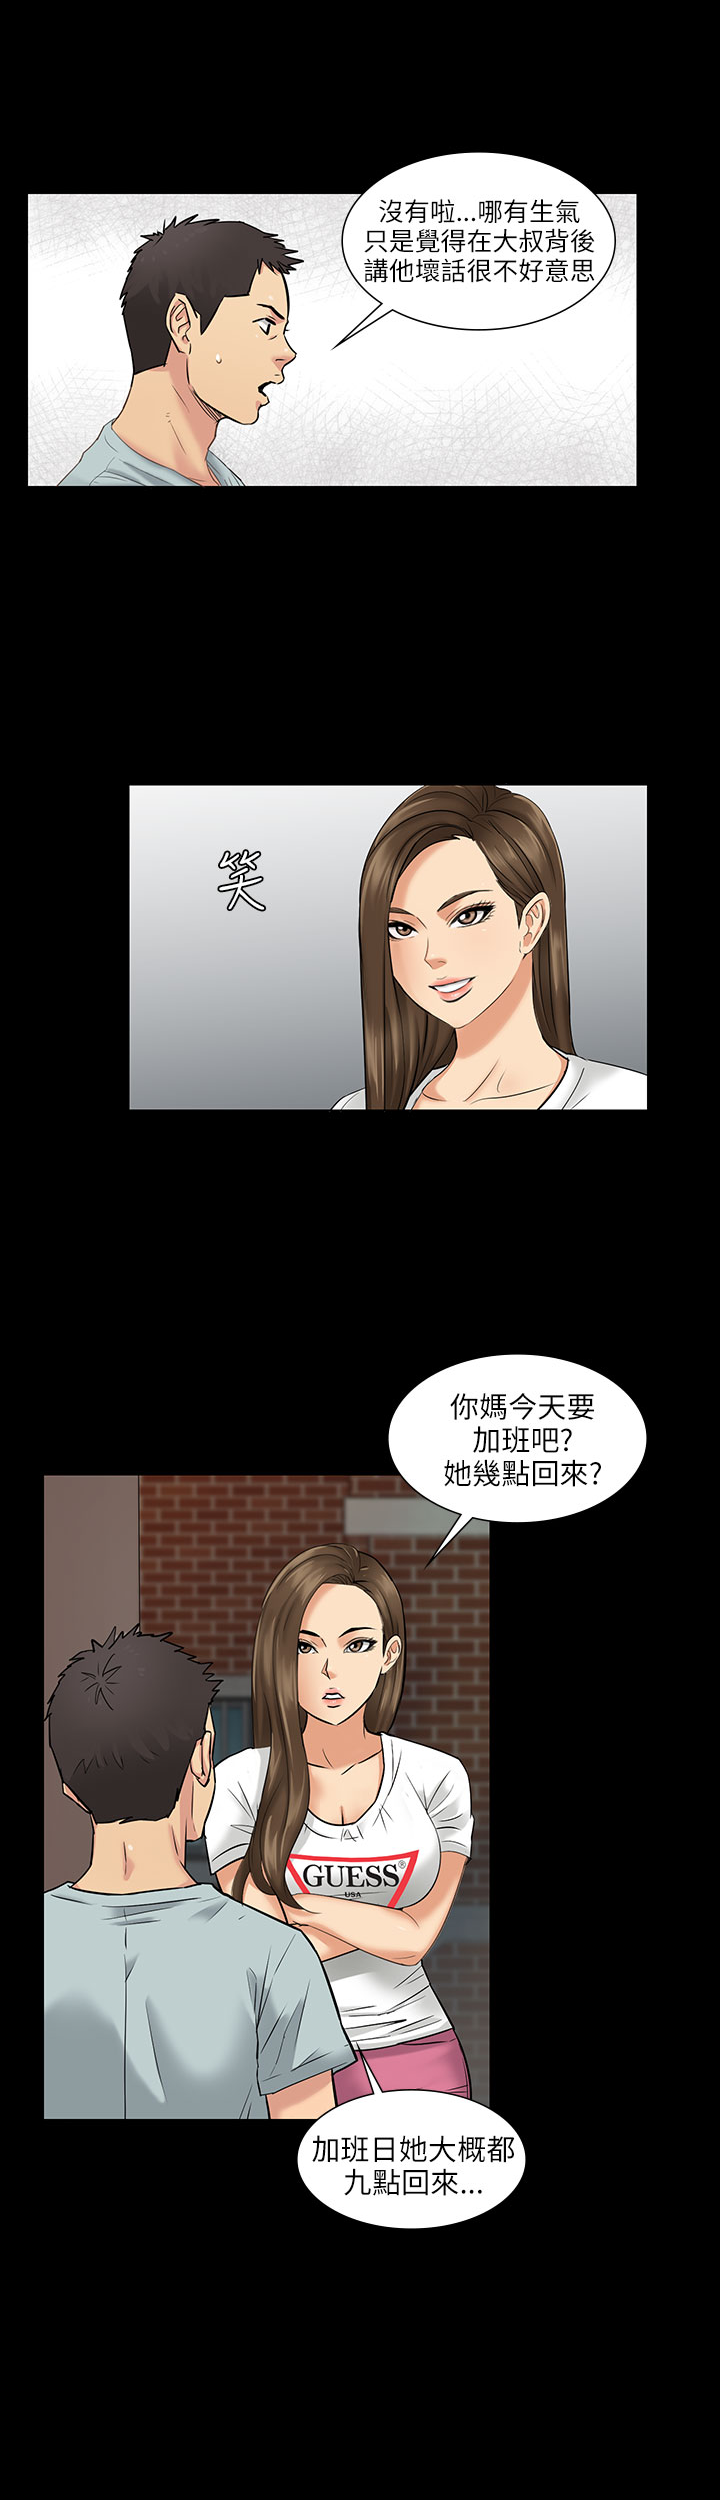 沒有啦...哪有生氣
只是覺得在大叔背後
講他壞話很不好意思
笑
你媽今天要
加班吧?
她幾點回來?
GUESS®
USA
加班日她大概都
九點回來...